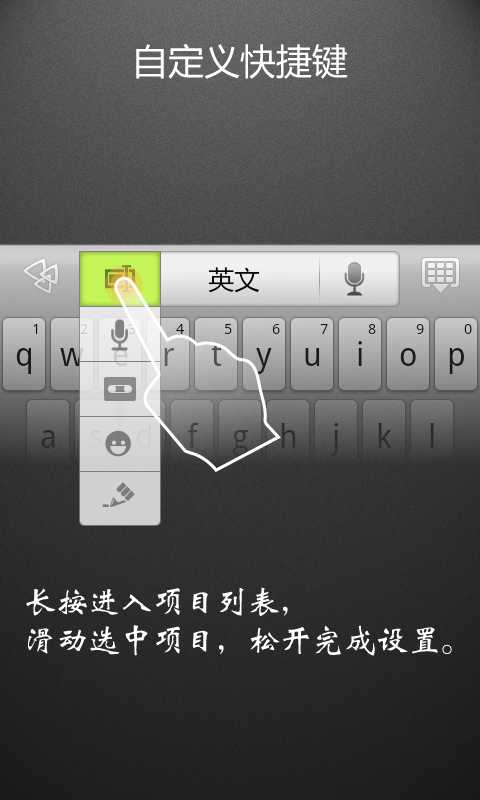 自定义快捷键
英文
1 2 3 4 5 6 7 8 9 0
q w e r t y u i o p
a s d f g h j k l
长按进入项目列表，
滑动选中项目，松开完成设置。